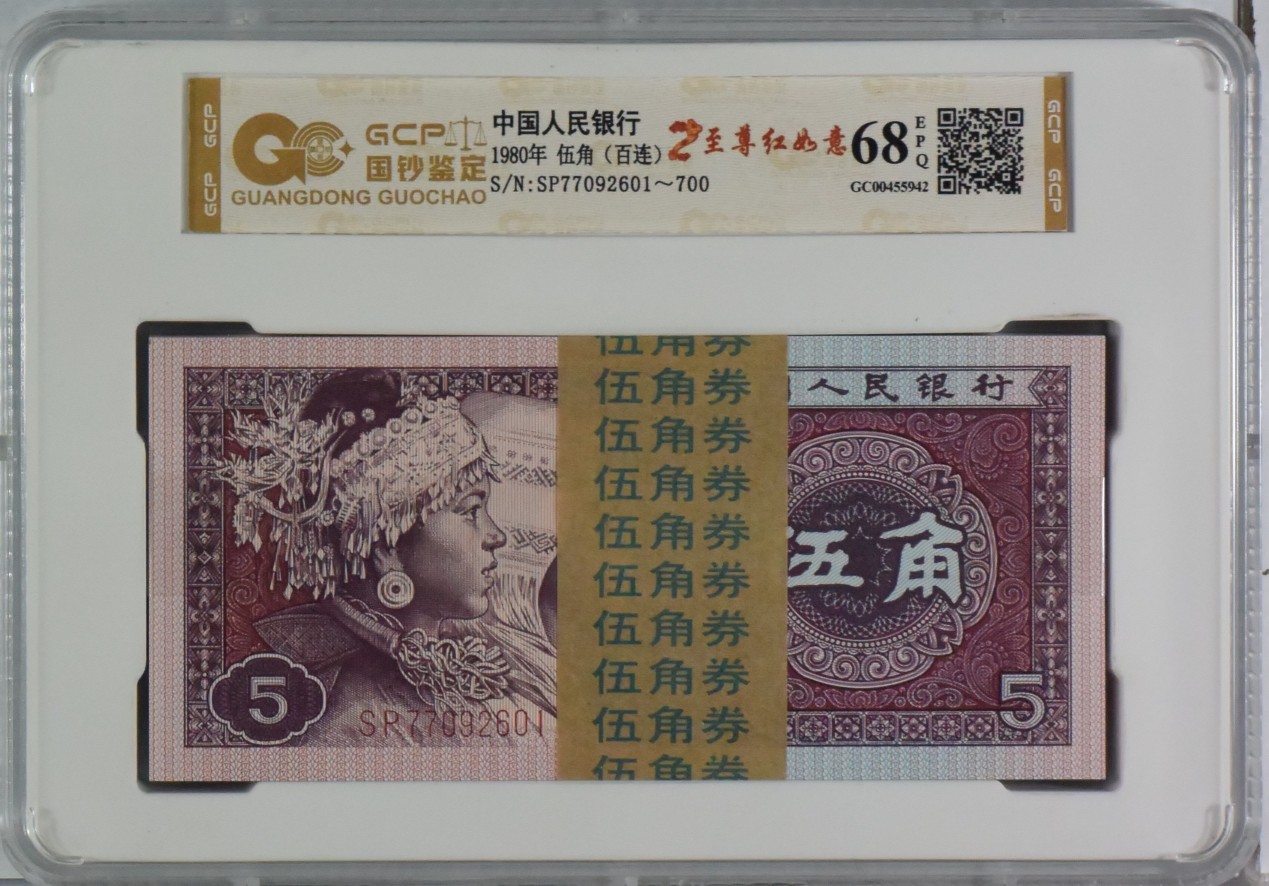 GCP
GCP
GC
GCP
国钞鉴定
GUANGDONG GUOCHAO
中国人民银行
1980年 伍角（百连）
S/N:SP77092601～700
至尊红如意
68
EPQ
GC00455942
GCP
GCP
伍角券
伍角券
伍角券
伍角券
伍角券
伍角券
伍角券
伍角券
伍角券
伍角券
人民银行
伍角
5
SP77092601
5